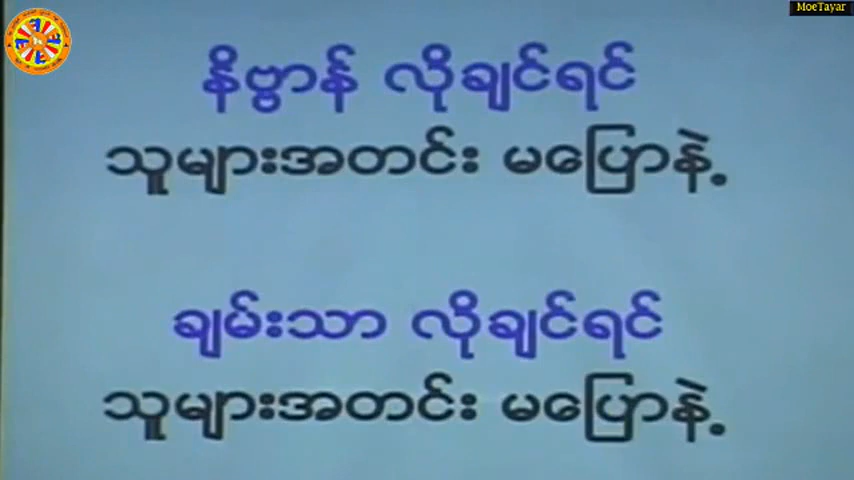 MoeTayar
နိဗ္ဗာန် လိုချင်ရင်
သူများအတင်း မပြောနဲ့
ချမ်းသာ လိုချင်ရင်
သူများအတင်း မပြောနဲ့